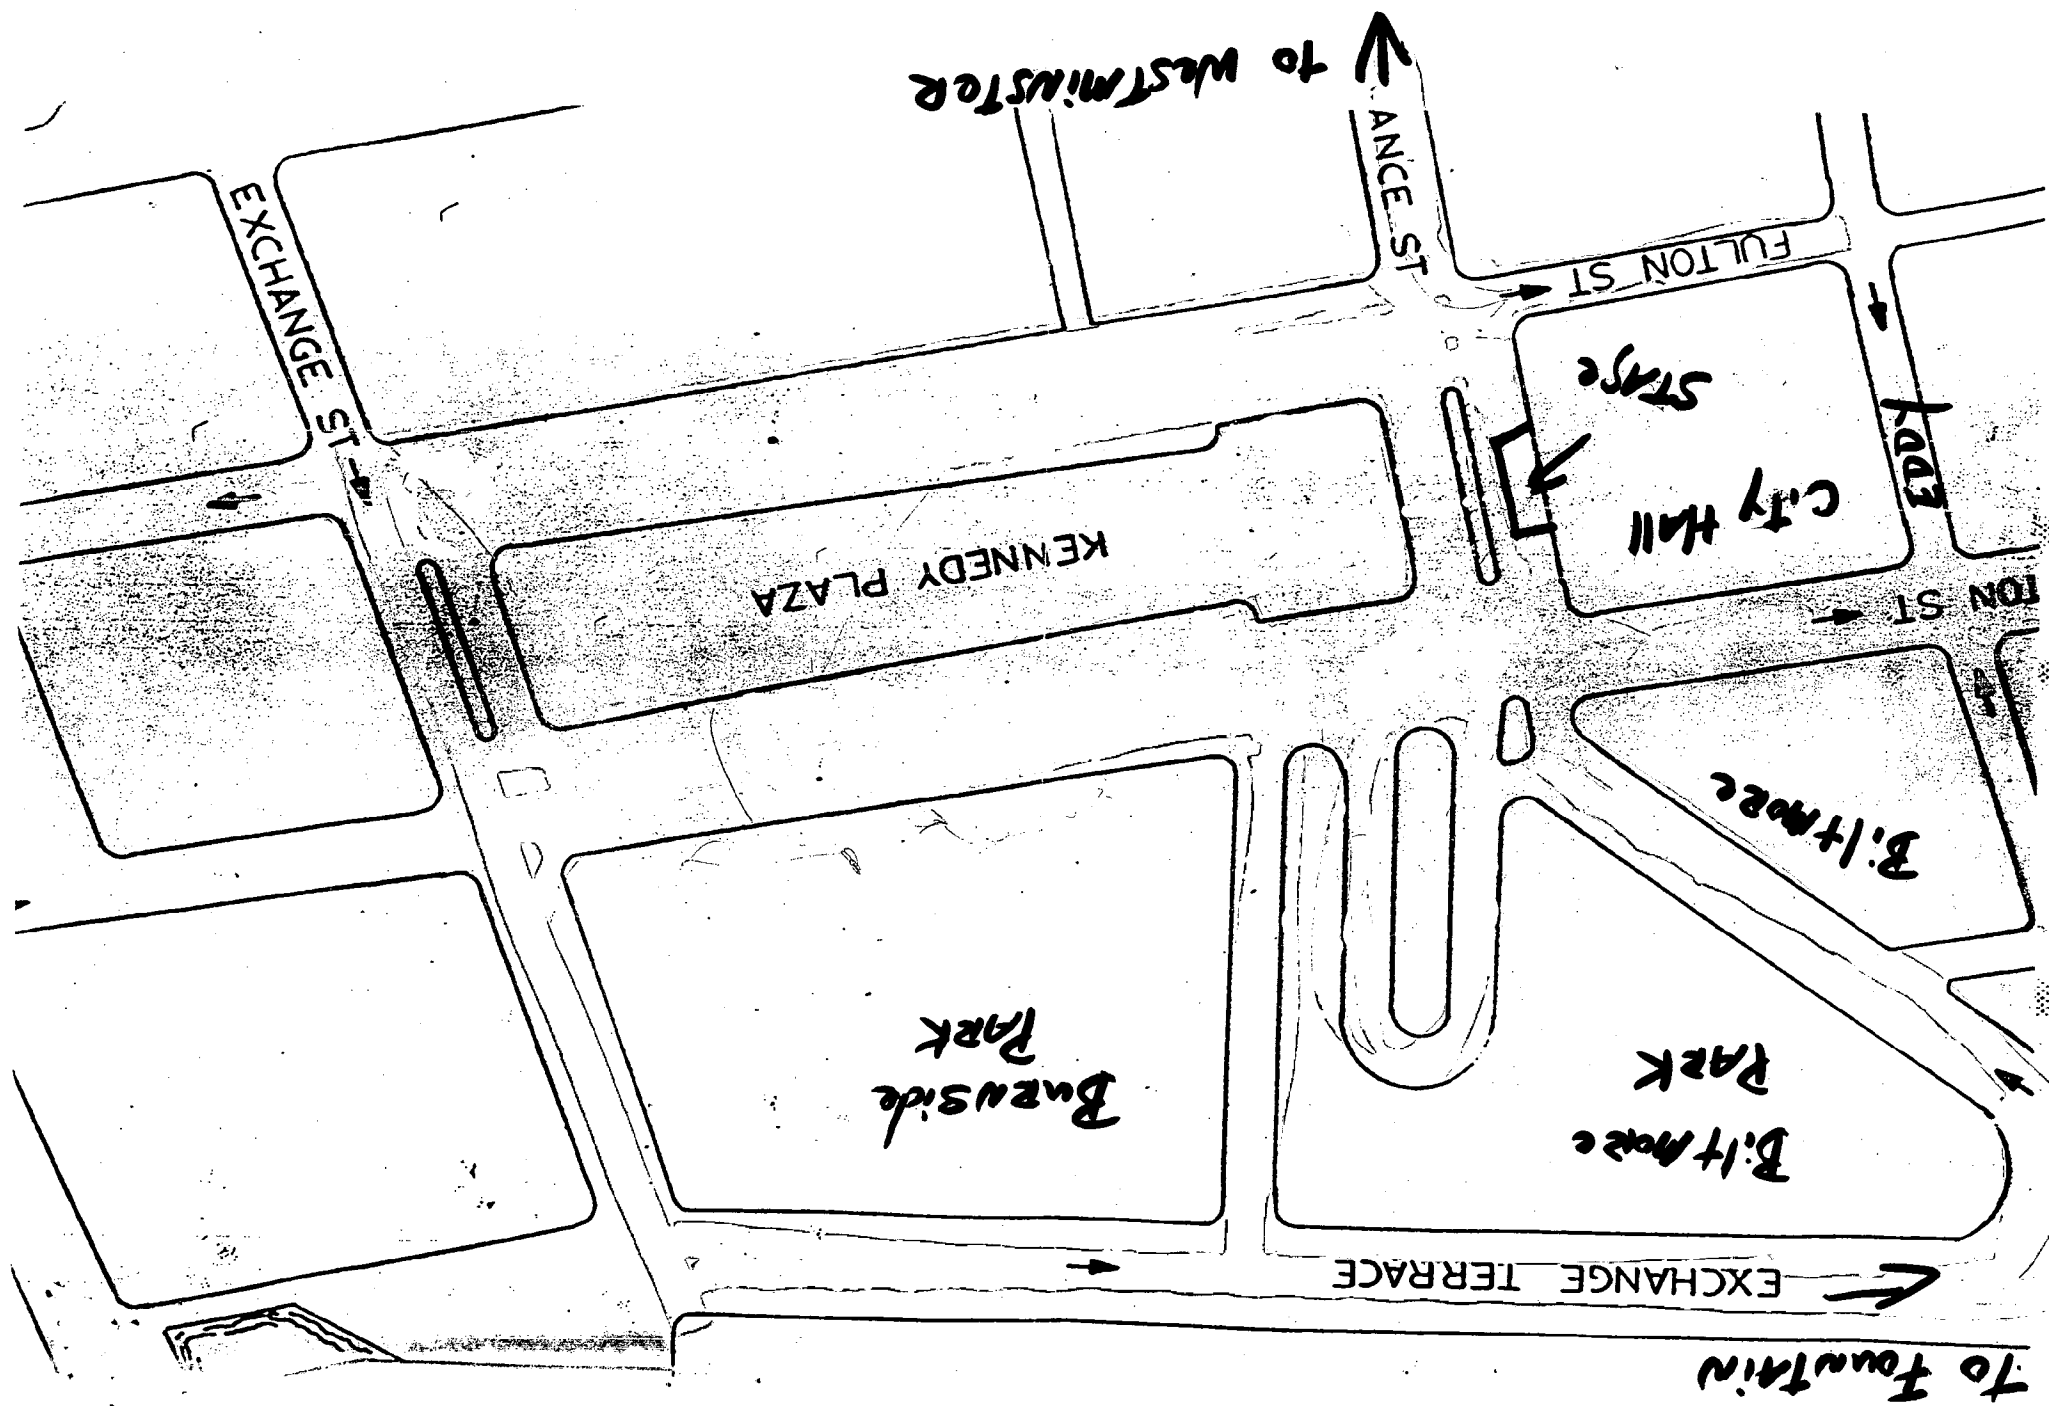 To Fountain
EXCHANGE TERRACE
Biltmore
PARK
Burnside
PARK
Biltmore
TON ST
KENNEDY PLAZA
City Hall
EDDY
STAge
FULTON ST
EXCHANGE ST
ANCE ST
to WestminsteR